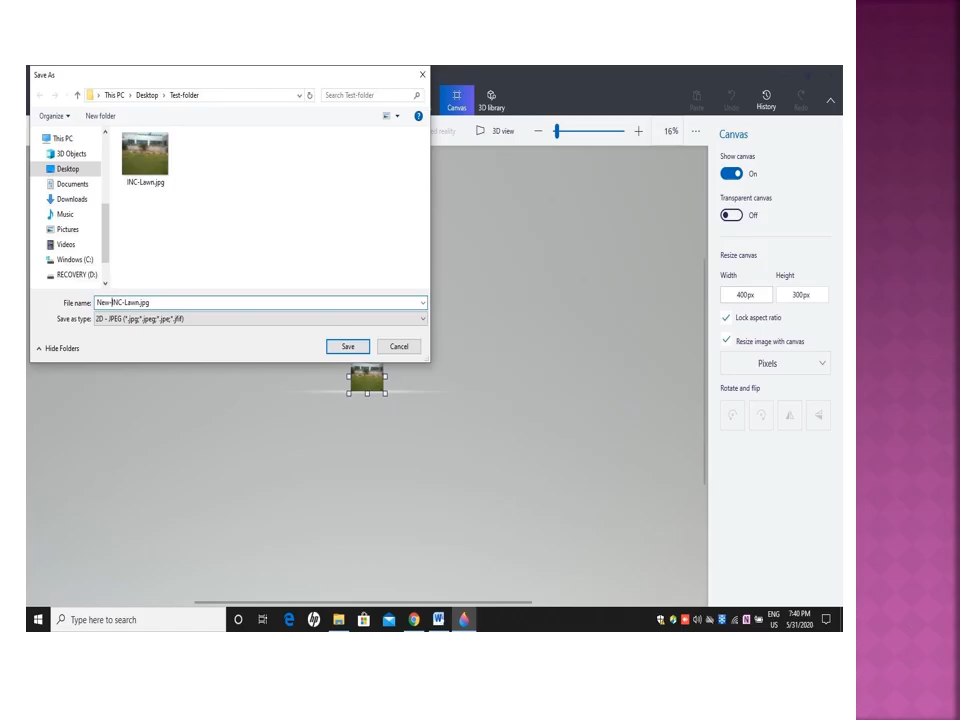 Save As
This PC > Desktop > Test-folder
Search Test-folder
Organize
New folder
This PC
3D Objects
Desktop
Documents
Downloads
Music
Pictures
Videos
Windows (C:)
RECOVERY (D:)
INC-Lawn.jpg
File name: New-INC-Lawn.jpg
Save as type: 2D - JPEG (*.jpg;*.jpeg;*.jpe;*.jfif)
Hide Folders
Save
Cancel
Canvas
3D library
Paste
Undo
History
Redo
ed reality
3D view
16%
Canvas
Show canvas
On
Transparent canvas
Off
Resize canvas
Width Height
400px 300px
Lock aspect ratio
Resize image with canvas
Pixels
Rotate and flip
Type here to search
hp
W
N
ENG
US
7:40 PM
5/31/2020